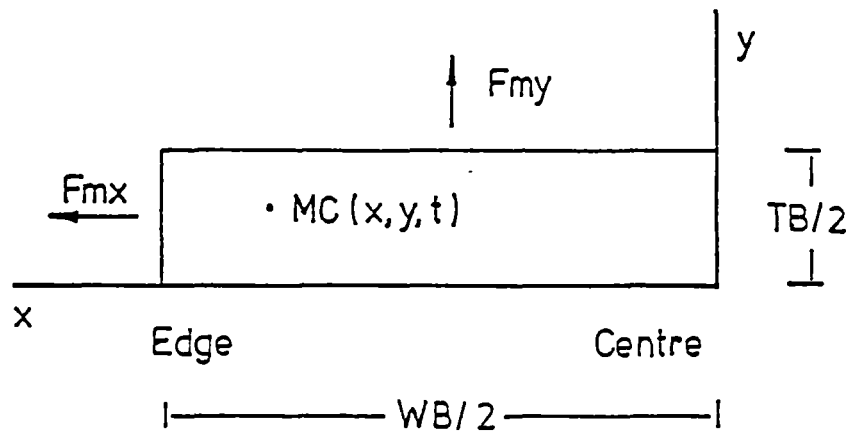 y
Fmy
Fmx
MC(x,y,t)
TB/2
x
Edge
Centre
WB/2